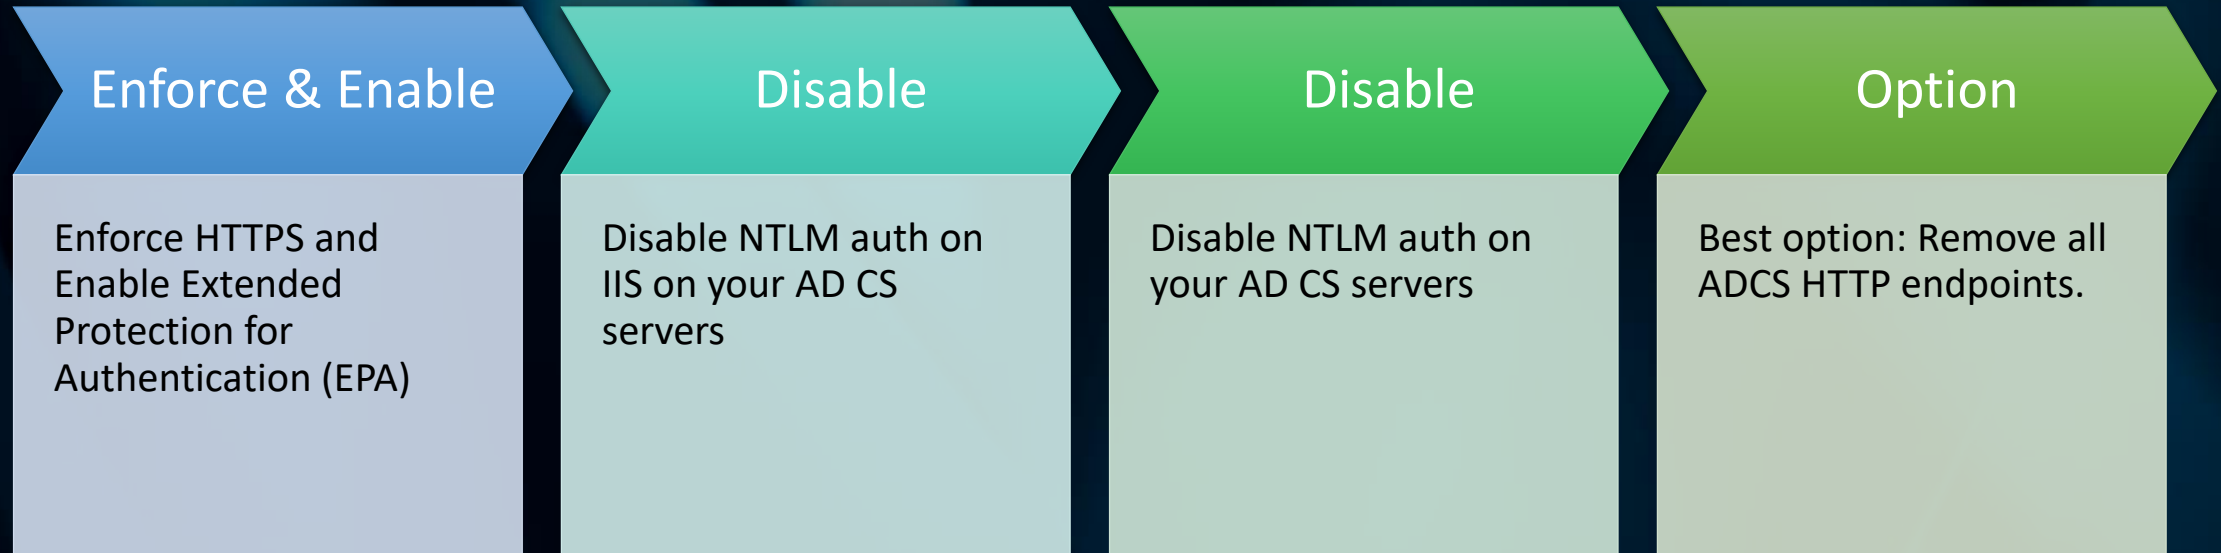 Enforce & Enable
Enforce HTTPS and
Enable Extended
Protection for
Authentication (EPA)
Disable
Disable NTLM auth on
IIS on your AD CS
servers
Disable
Disable NTLM auth on
your AD CS servers
Option
Best option: Remove all
ADCS HTTP endpoints.